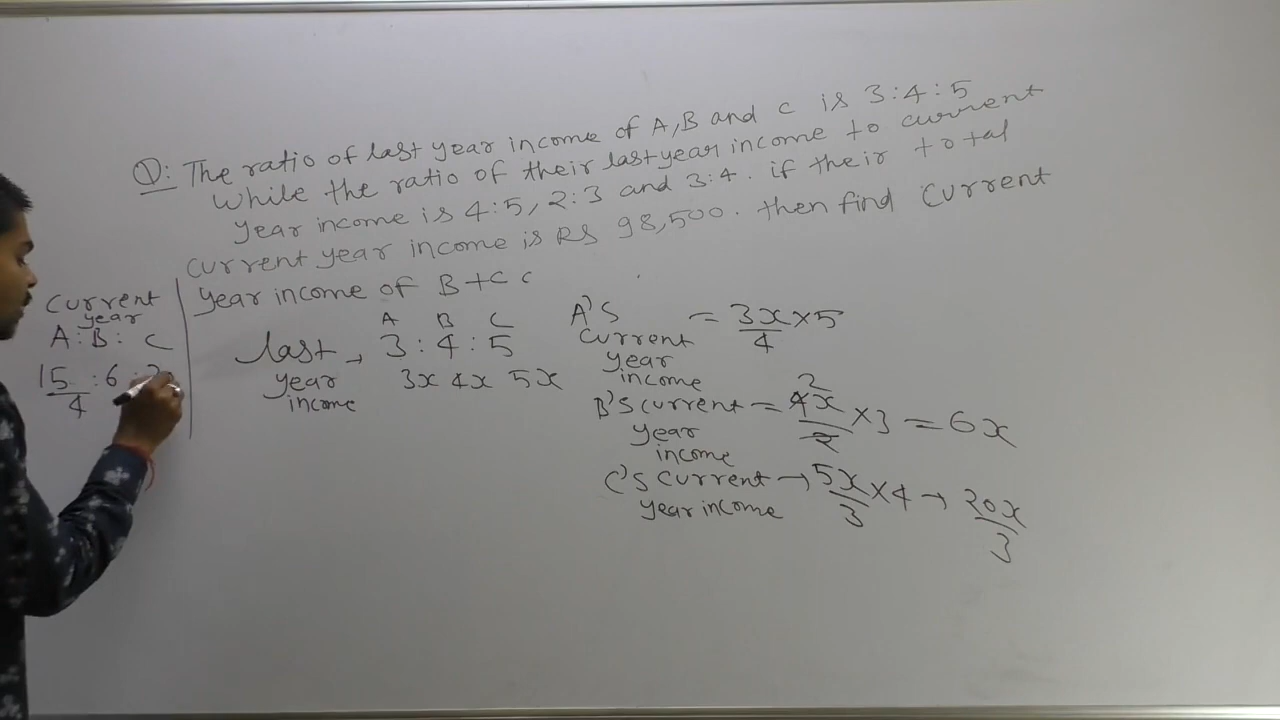 Q: The ratio of last year income of A, B and C is 3:4:5
while the ratio of their last year income to current
year income is 4:5, 2:3 and 3:4. if their total
current year income is Rs 98,500. then find current
year income of B+C
Current
year
A : B : C
15/4 : 6 :
last → 3 : 4 : 5
A B C
year 3x 4x 5x
income
A's
current
year
income = 3x/4 × 5
B's current = 4x/2 × 3 = 6x
2
year
income
C's current → 5x/3 × 4 → 20x/3
year income